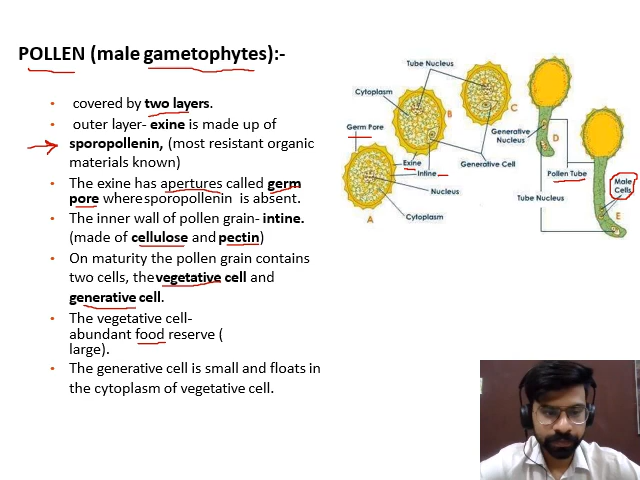 POLLEN (male gametophytes):-
• covered by two layers.
• outer layer- exine is made up of
sporopollenin, (most resistant organic
materials known)
• The exine has apertures called germ
pore wheresporopollenin is absent.
• The inner wall of pollen grain- intine.
(made of cellulose and pectin)
• On maturity the pollen grain contains
two cells, thevegetative cell and
generative cell.
• The vegetative cell-
abundant food reserve (
large).
• The generative cell is small and floats in
the cytoplasm of vegetative cell.
Tube Nucleus
Cytoplasm
Germ Pore
B
C
Exine
Intine
Generative
Nucleus
Generative Cell
Nucleus
A
Cytoplasm
D
Pollen Tube
Male
Cells
Tube Nucleus
E